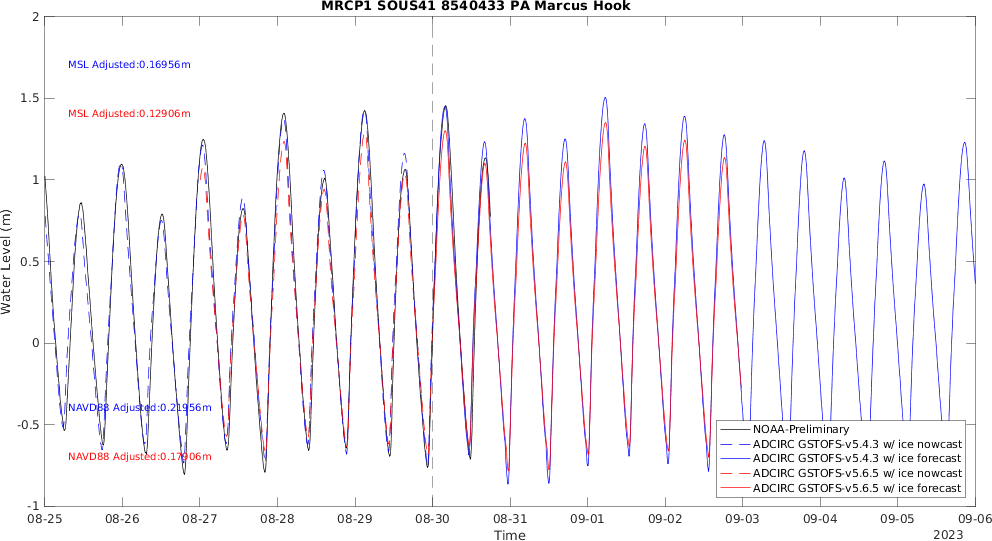 MRCP1 SOUS41 8540433 PA Marcus Hook
2
MSL Adjusted:0.16956m
1.5
MSL Adjusted:0.12906m
1
0.5
0
NAVD88 Adjusted:0.21956m
-0.5
NAVD88 Adjusted:0.17906m
-1
Water Level (m)
NOAA-Preliminary
ADCIRC GSTOFS-v5.4.3 w/ ice nowcast
ADCIRC GSTOFS-v5.4.3 w/ ice forecast
ADCIRC GSTOFS-v5.6.5 w/ ice nowcast
ADCIRC GSTOFS-v5.6.5 w/ ice forecast
08-25 08-26 08-27 08-28 08-29 08-30 08-31 09-01 09-02 09-03 09-04 09-05 09-06
Time
2023